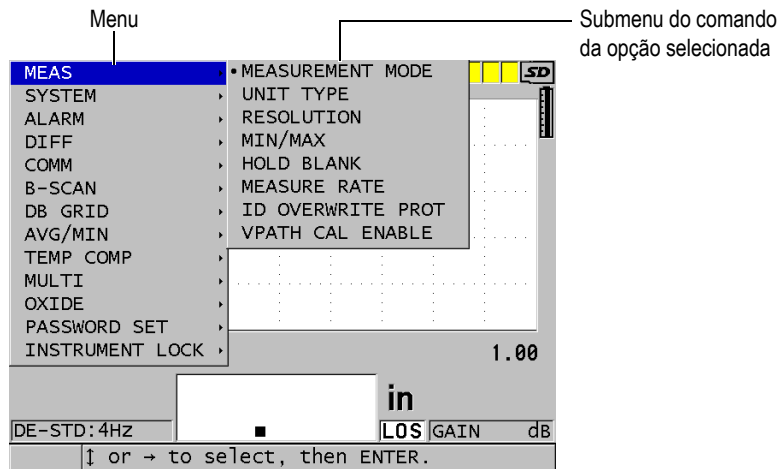 Menu
Submenu do comando
da opção selecionada
MEAS
SYSTEM
ALARM
DIFF
COMM
B-SCAN
DB GRID
AVG/MIN
TEMP COMP
MULTI
OXIDE
PASSWORD SET
INSTRUMENT LOCK
MEASUREMENT MODE
UNIT TYPE
RESOLUTION
MIN/MAX
HOLD BLANK
MEASURE RATE
ID OVERWRITE PROT
VPATH CAL ENABLE
SD
1.00
in
DE-STD:4Hz
LOS GAIN dB
↕ or → to select, then ENTER.